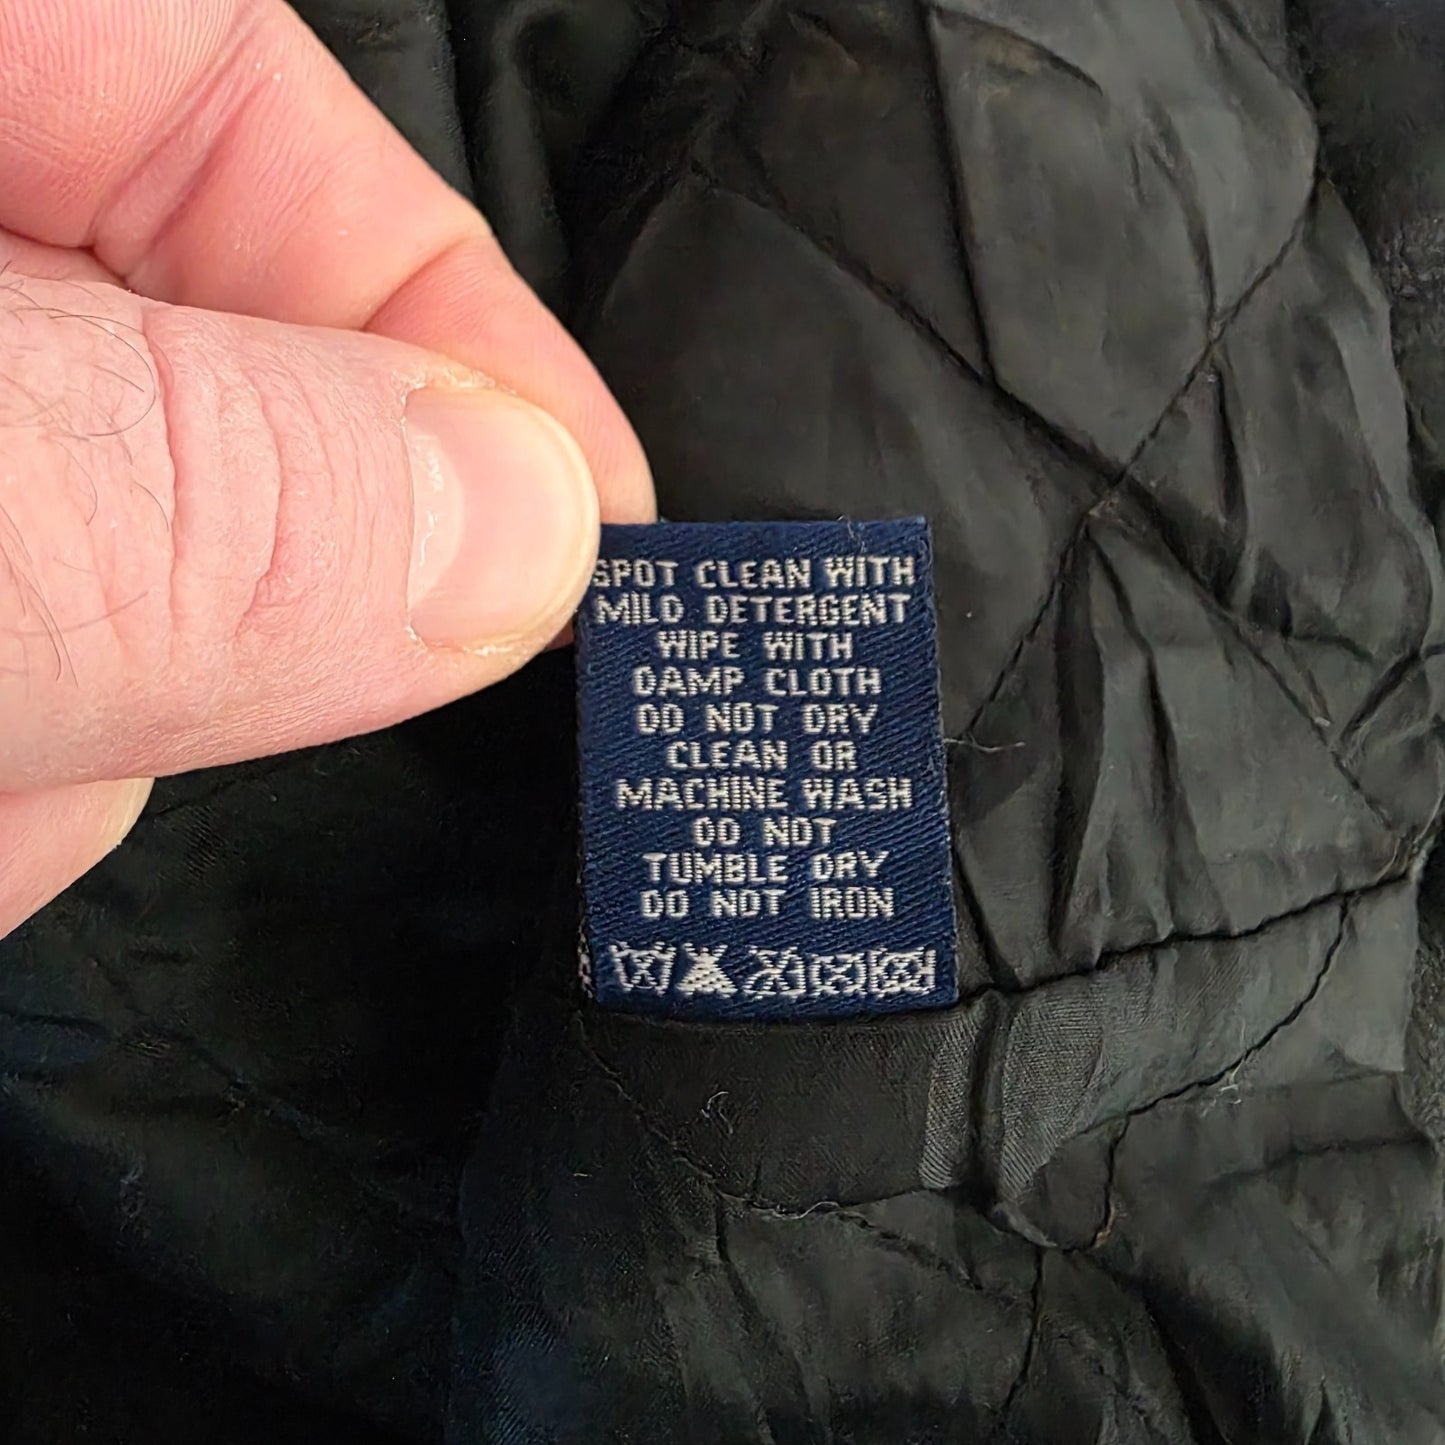 SPOT CLEAN WITH
MILD DETERGENT
WIPE WITH
DAMP CLOTH
DO NOT DRY
CLEAN OR
MACHINE WASH
DO NOT
TUMBLE DRY
DO NOT IRON